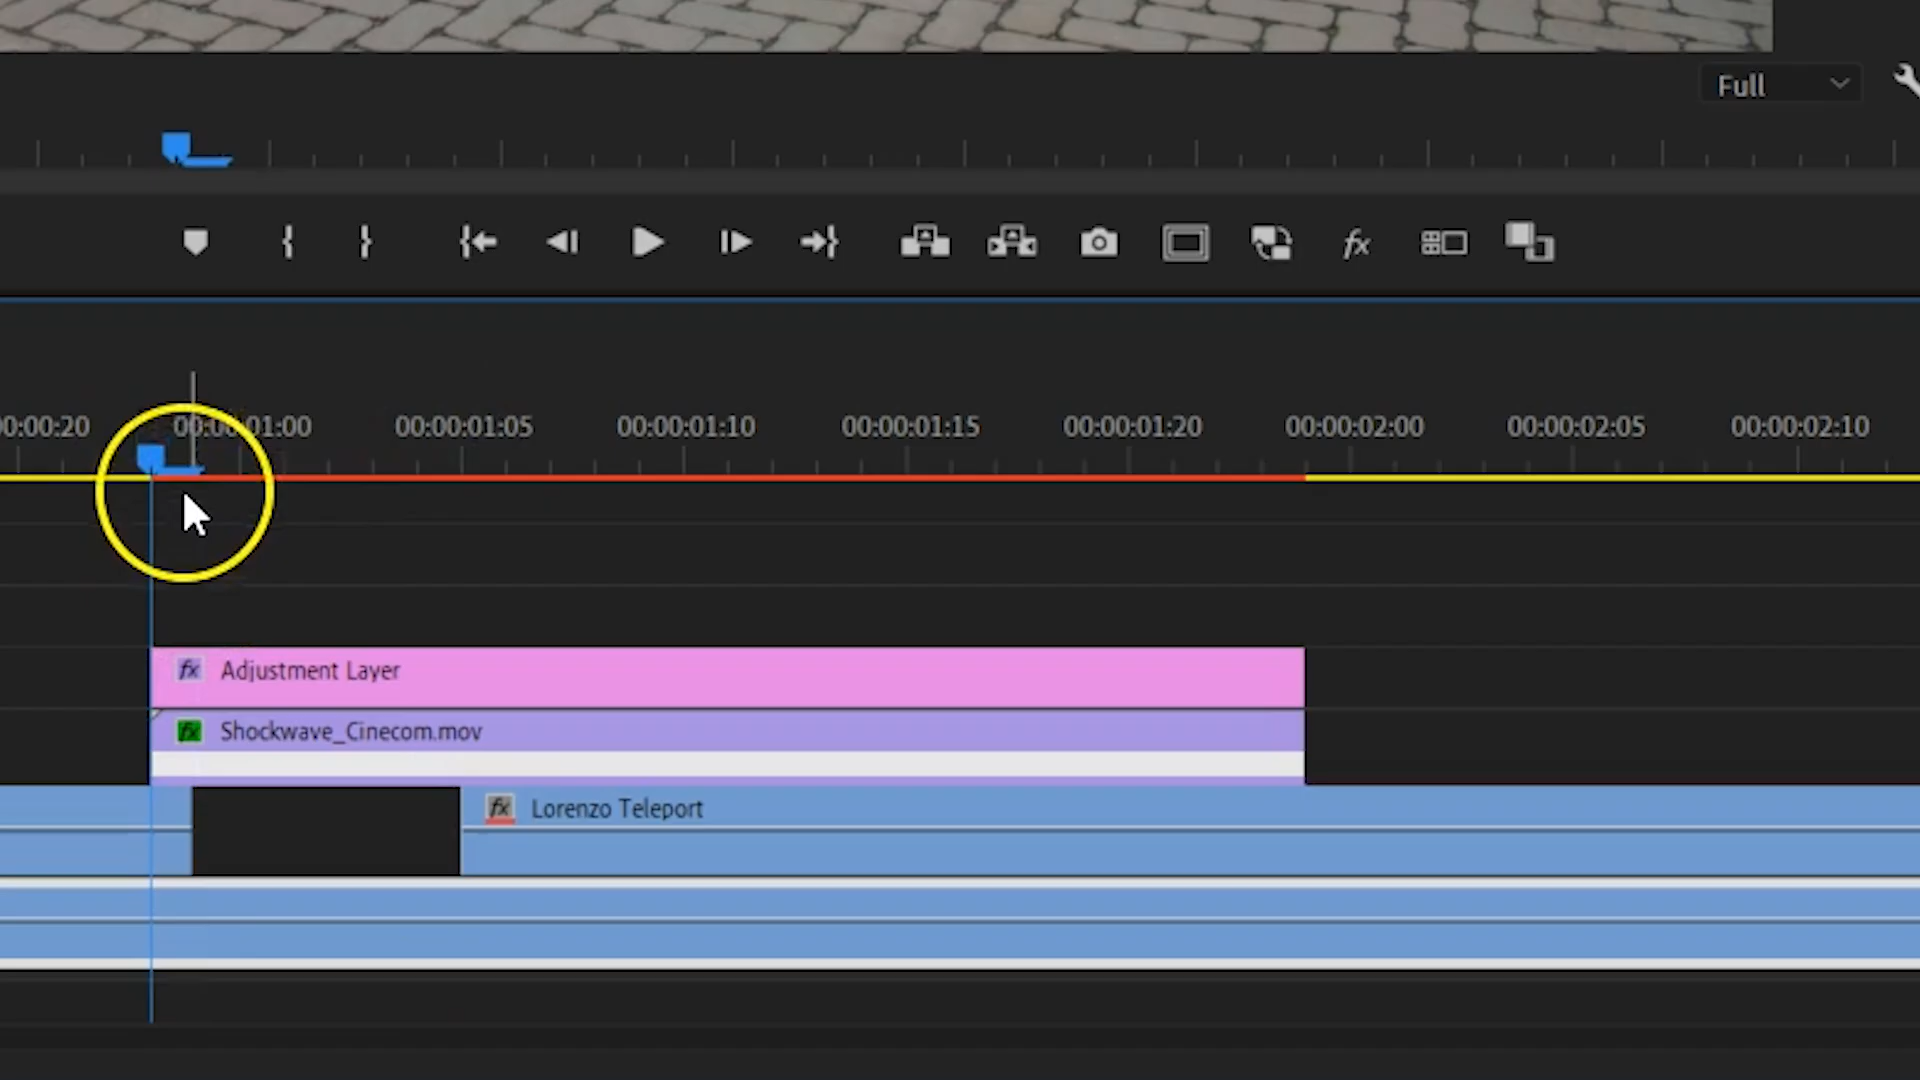 Full
fx
00:00:20
00:00:01:00
00:00:01:05
00:00:01:10
00:00:01:15
00:00:01:20
00:00:02:00
00:00:02:05
00:00:02:10
fx Adjustment Layer
fx Shockwave_Cinecom.mov
fx Lorenzo Teleport